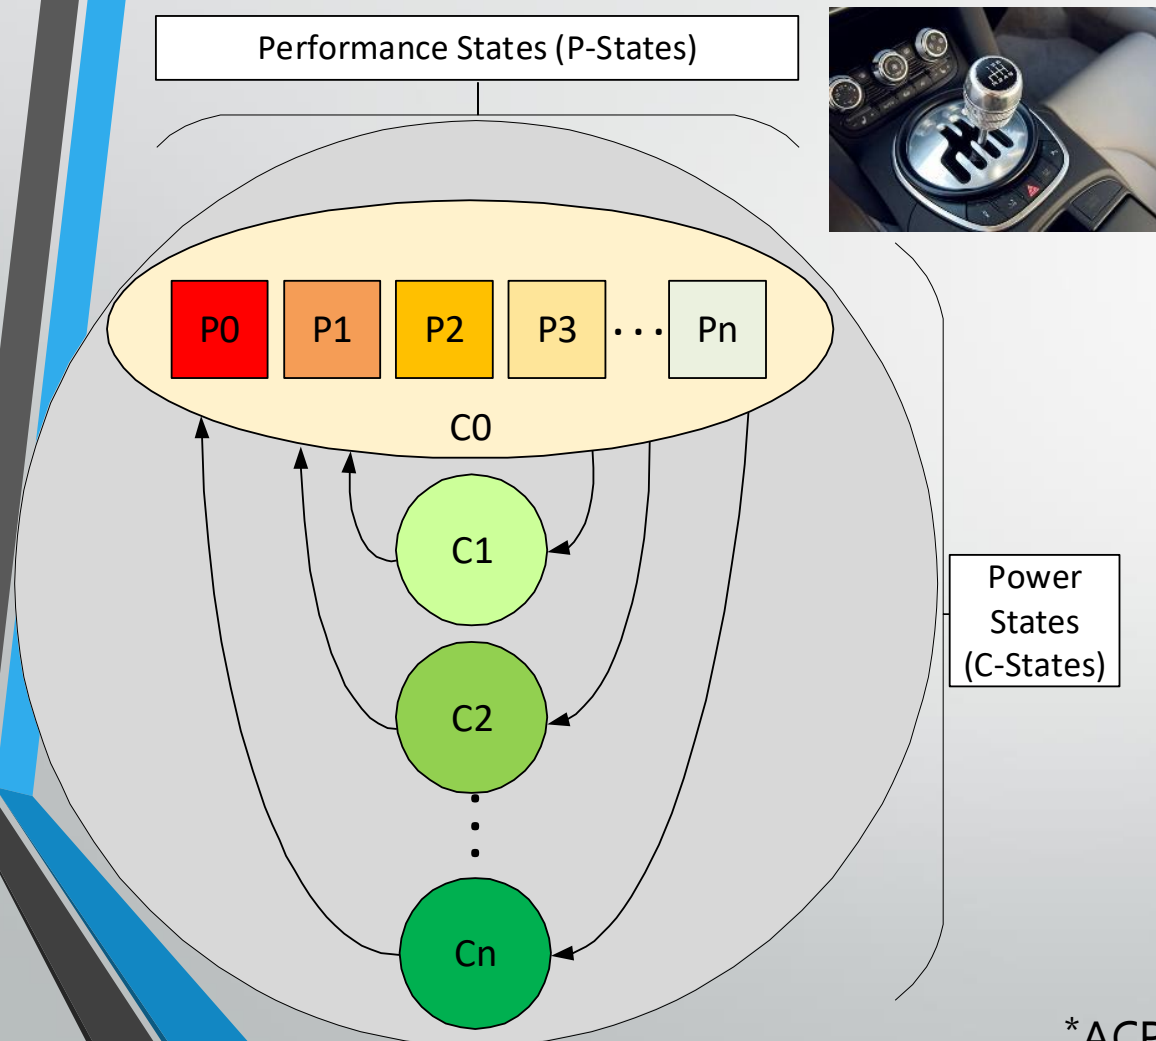 Performance States (P-States)
P0 P1 P2 P3 ... Pn
C0
C1
C2
Cn
Power
States
(C-States)